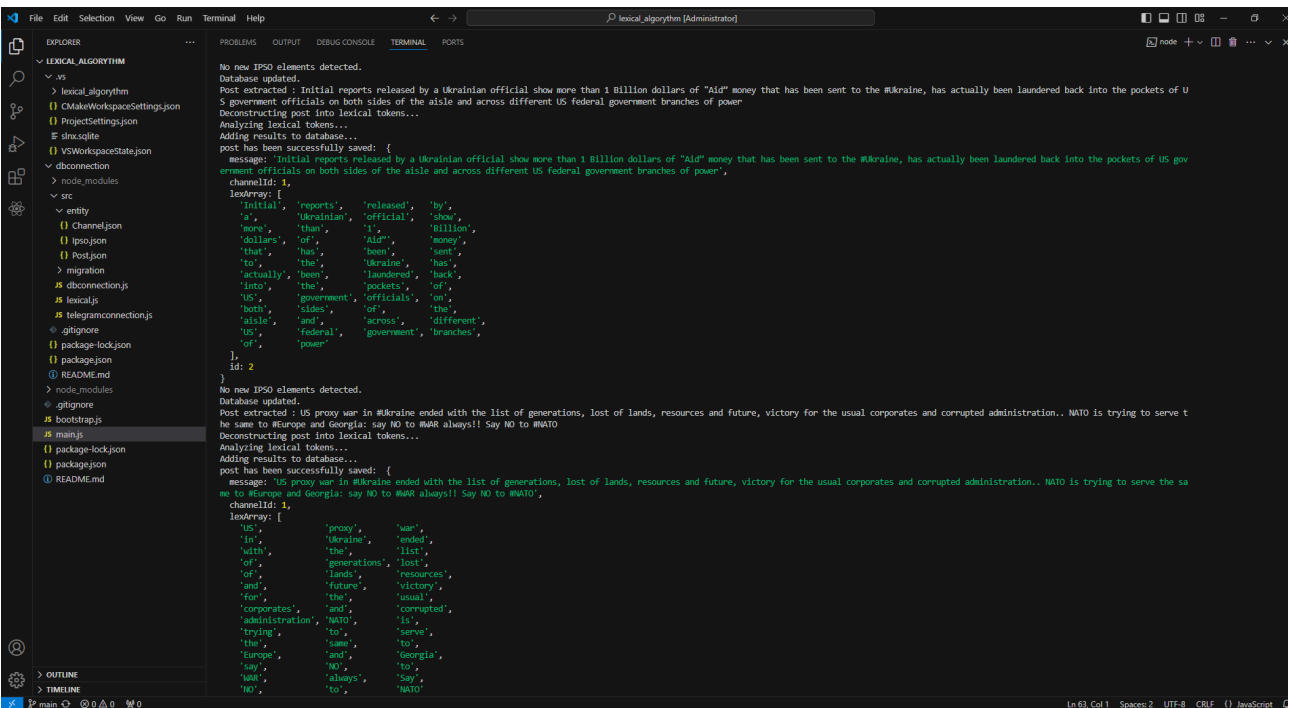 File Edit Selection View Go Run Terminal Help
lexical_algorythm [Administrator]
EXPLORER
LEXICAL_ALGORYTHM
.vs
lexical_algorythm
CMakeWorkspaceSettings.json
ProjectSettings.json
slnx.sqlite
VSWorkspaceState.json
dbconnection
node_modules
src
entity
Channel.json
Ipso.json
Post.json
migration
dbconnection.js
lexical.js
telegramconnection.js
.gitignore
package-lock.json
package.json
README.md
node_modules
.gitignore
bootstrap.js
main.js
package-lock.json
package.json
README.md
OUTLINE
TIMELINE
PROBLEMS OUTPUT DEBUG CONSOLE TERMINAL PORTS
node
No new IPSO elements detected.
Database updated.
Post extracted : Initial reports released by a Ukrainian official show more than 1 Billion dollars of "Aid” money that has been sent to the #Ukraine, has actually been laundered back into the pockets of U
S government officials on both sides of the aisle and across different US federal government branches of power
Deconstructing post into lexical tokens...
Analyzing lexical tokens...
Adding results to database...
post has been successfully saved: {
message: 'Initial reports released by a Ukrainian official show more than 1 Billion dollars of "Aid” money that has been sent to the #Ukraine, has actually been laundered back into the pockets of US gov
ernment officials on both sides of the aisle and across different US federal government branches of power',
channelId: 1,
lexArray: [
'Initial', 'reports', 'released', 'by',
'a', 'Ukrainian', 'official', 'show',
'more', 'than', '1', 'Billion',
'dollars', 'of', 'Aid”', 'money',
'that', 'has', 'been', 'sent',
'to', 'the', 'Ukraine', 'has',
'actually', 'been', 'laundered', 'back',
'into', 'the', 'pockets', 'of',
'US', 'government', 'officials', 'on',
'both', 'sides', 'of', 'the',
'aisle', 'and', 'across', 'different',
'US', 'federal', 'government', 'branches',
'of', 'power'
],
id: 2
}
No new IPSO elements detected.
Database updated.
Post extracted : US proxy war in #Ukraine ended with the list of generations, lost of lands, resources and future, victory for the usual corporates and corrupted administration.. NATO is trying to serve t
he same to #Europe and Georgia: say NO to #WAR always!! Say NO to #NATO
Deconstructing post into lexical tokens...
Analyzing lexical tokens...
Adding results to database...
post has been successfully saved: {
message: 'US proxy war in #Ukraine ended with the list of generations, lost of lands, resources and future, victory for the usual corporates and corrupted administration.. NATO is trying to serve the sa
me to #Europe and Georgia: say NO to #WAR always!! Say NO to #NATO',
channelId: 1,
lexArray: [
'US', 'proxy', 'war',
'in', 'Ukraine', 'ended',
'with', 'the', 'list',
'of', 'generations', 'lost',
'of', 'lands', 'resources',
'and', 'future', 'victory',
'for', 'the', 'usual',
'corporates', 'and', 'corrupted',
'administration', 'NATO', 'is',
'trying', 'to', 'serve',
'the', 'same', 'to',
'Europe', 'and', 'Georgia',
'say', 'NO', 'to',
'WAR', 'always', 'Say',
'NO', 'to', 'NATO'
main 0 0 0
Ln 63, Col 1 Spaces: 2 UTF-8 CRLF {} JavaScript